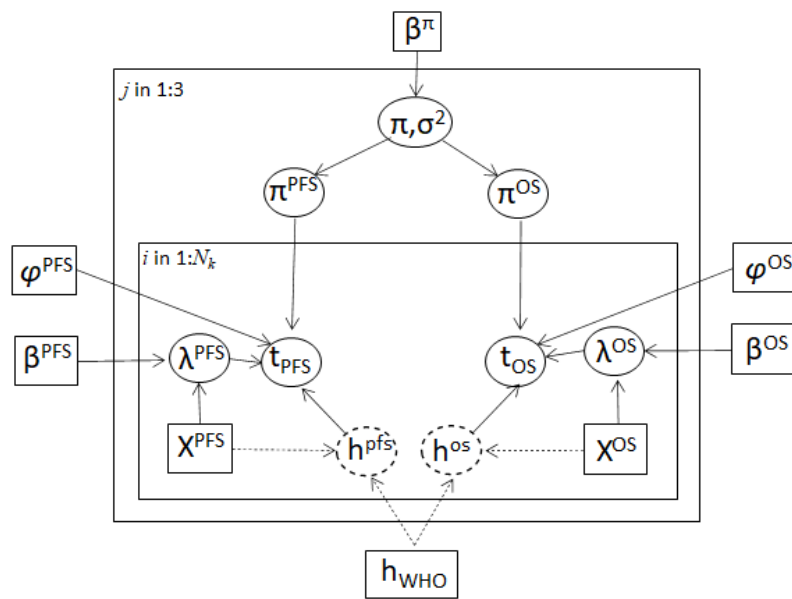 β^π
j in 1:3
π,σ²
π^PFS
π^OS
i in 1:N_k
φ^PFS
φ^OS
β^PFS
λ^PFS
t_PFS
t_OS
λ^OS
β^OS
X^PFS
h^pfs
h^os
X^OS
h_WHO